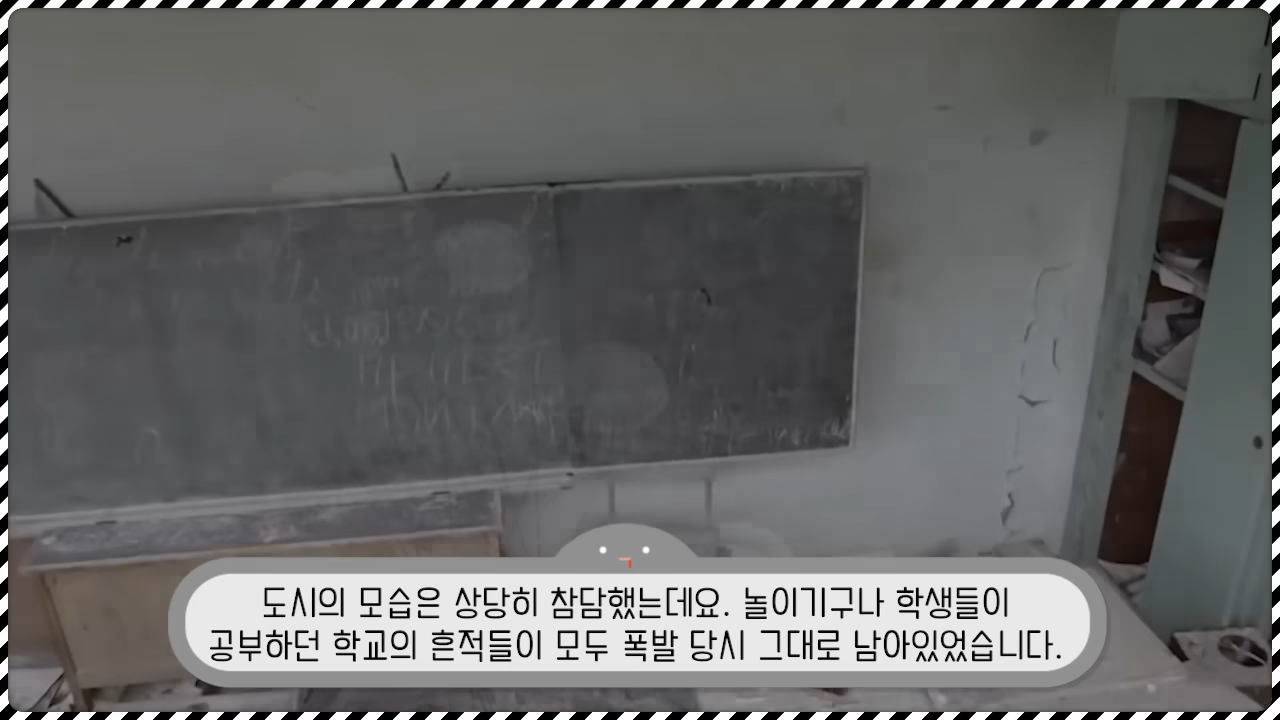 도시의 모습은 상당히 참담했는데요. 놀이기구나 학생들이
공부하던 학교의 흔적들이 모두 폭발 당시 그대로 남아있었습니다.